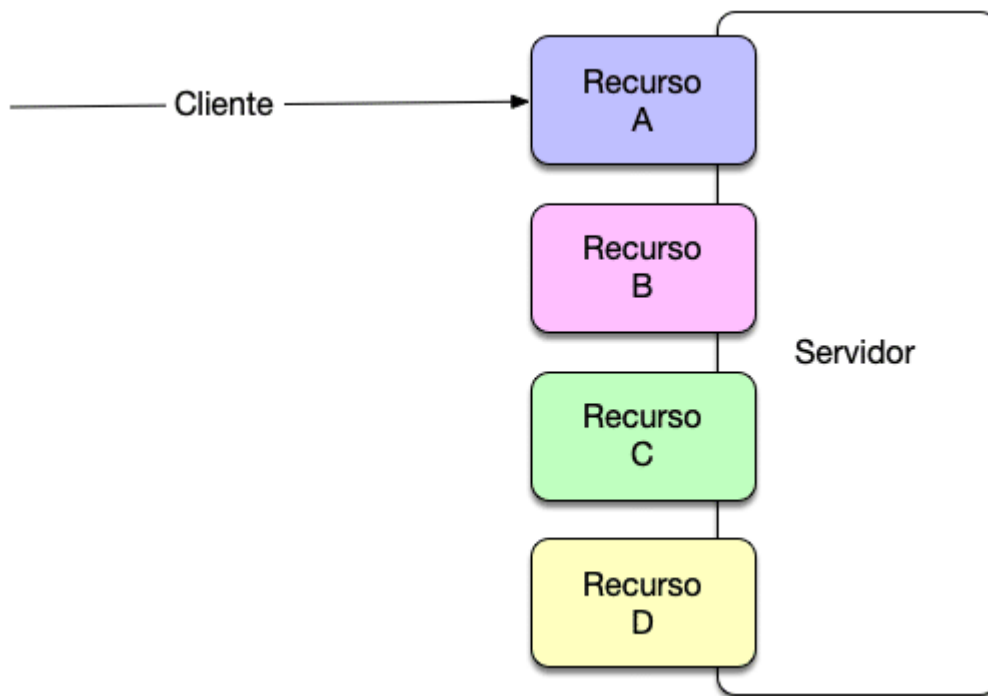 Cliente
Recurso
A
Recurso
B
Servidor
Recurso
C
Recurso
D